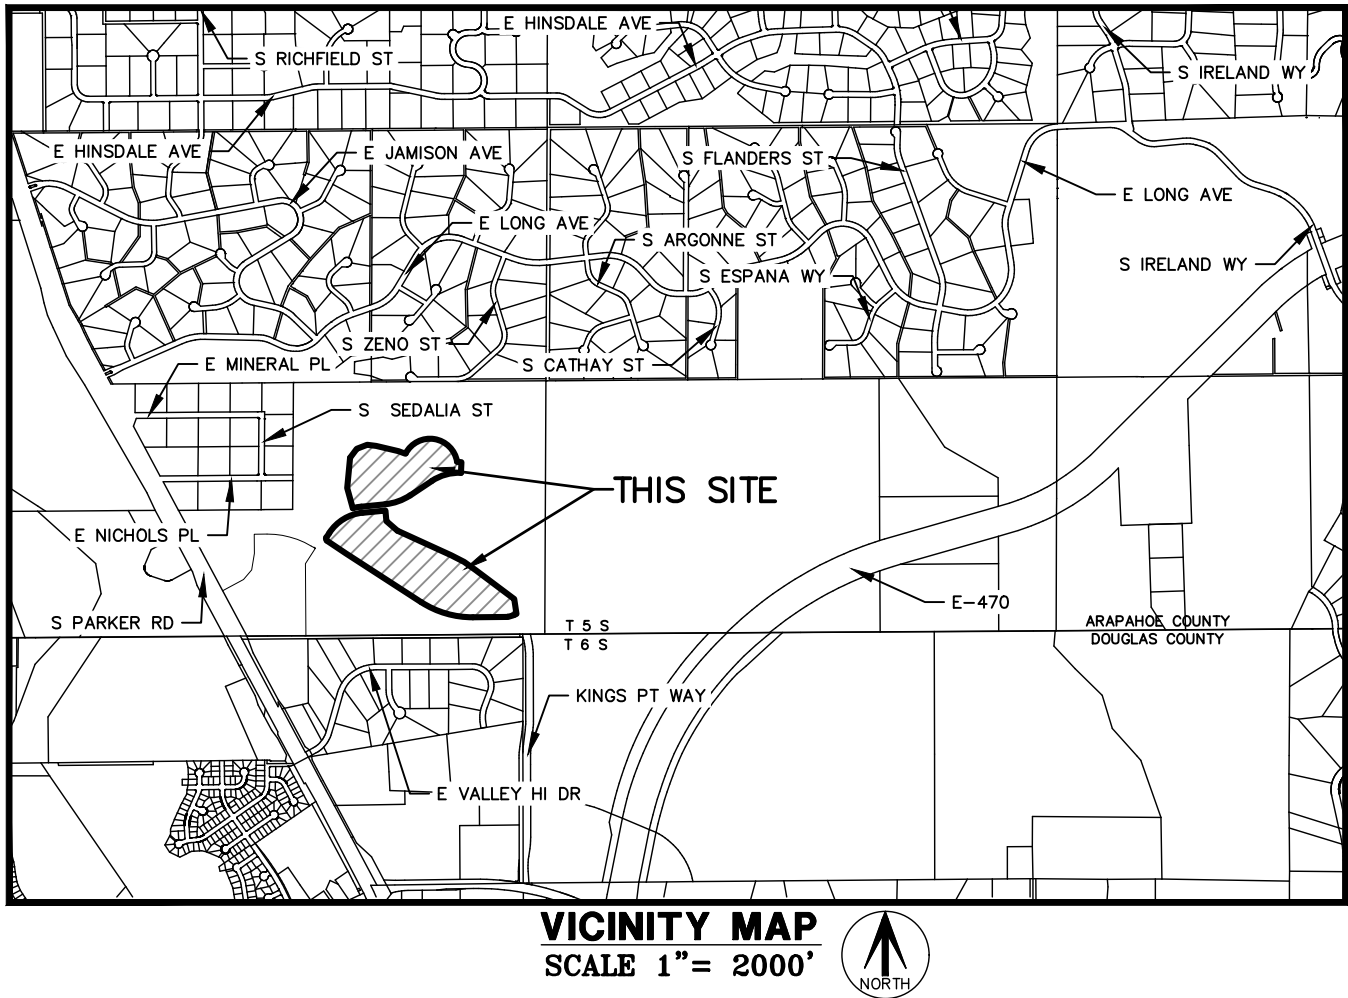 E HINSDALE AVE
S RICHFIELD ST
S IRELAND WY
E HINSDALE AVE
E JAMISON AVE
S FLANDERS ST
E LONG AVE
E LONG AVE
S ARGONNE ST
S IRELAND WY
S ESPANA WY
S ZENO ST
E MINERAL PL
S CATHAY ST
S SEDALIA ST
THIS SITE
E NICHOLS PL
E-470
S PARKER RD
T 5 S
T 6 S
ARAPAHOE COUNTY
DOUGLAS COUNTY
KINGS PT WAY
E VALLEY HI DR
VICINITY MAP
SCALE 1"= 2000'
NORTH